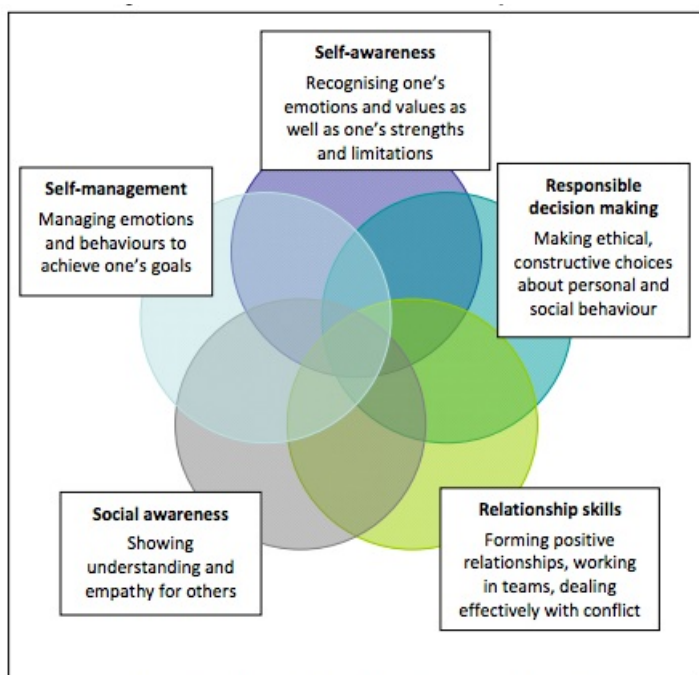 Self-awareness
Recognising one's
emotions and values as
well as one's strengths
and limitations
Self-management
Managing emotions
and behaviours to
achieve one's goals
Responsible
decision making
Making ethical,
constructive choices
about personal and
social behaviour
Social awareness
Showing
understanding and
empathy for others
Relationship skills
Forming positive
relationships, working
in teams, dealing
effectively with conflict